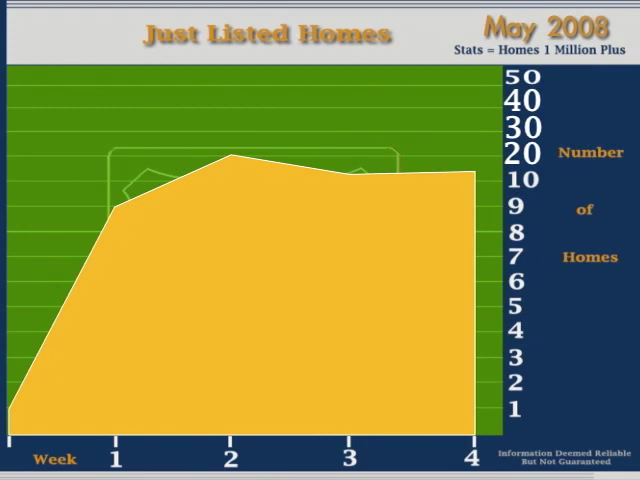 Just Listed Homes
May 2008
Stats = Homes 1 Million Plus
50
40
30
20
Number
10
9
of
8
7
Homes
6
5
4
3
2
1
Week
1
2
3
4
Information Deemed Reliable
But Not Guaranteed